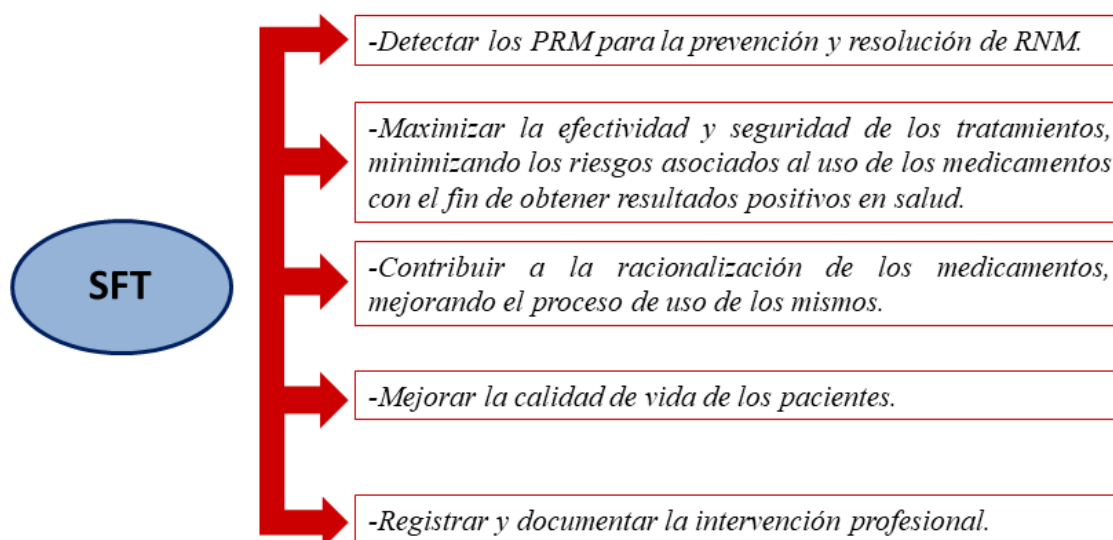 -Detectar los PRM para la prevención y resolución de RNM.
-Maximizar la efectividad y seguridad de los tratamientos,
minimizando los riesgos asociados al uso de los medicamentos
con el fin de obtener resultados positivos en salud.
SFT
-Contribuir a la racionalización de los medicamentos,
mejorando el proceso de uso de los mismos.
-Mejorar la calidad de vida de los pacientes.
-Registrar y documentar la intervención profesional.